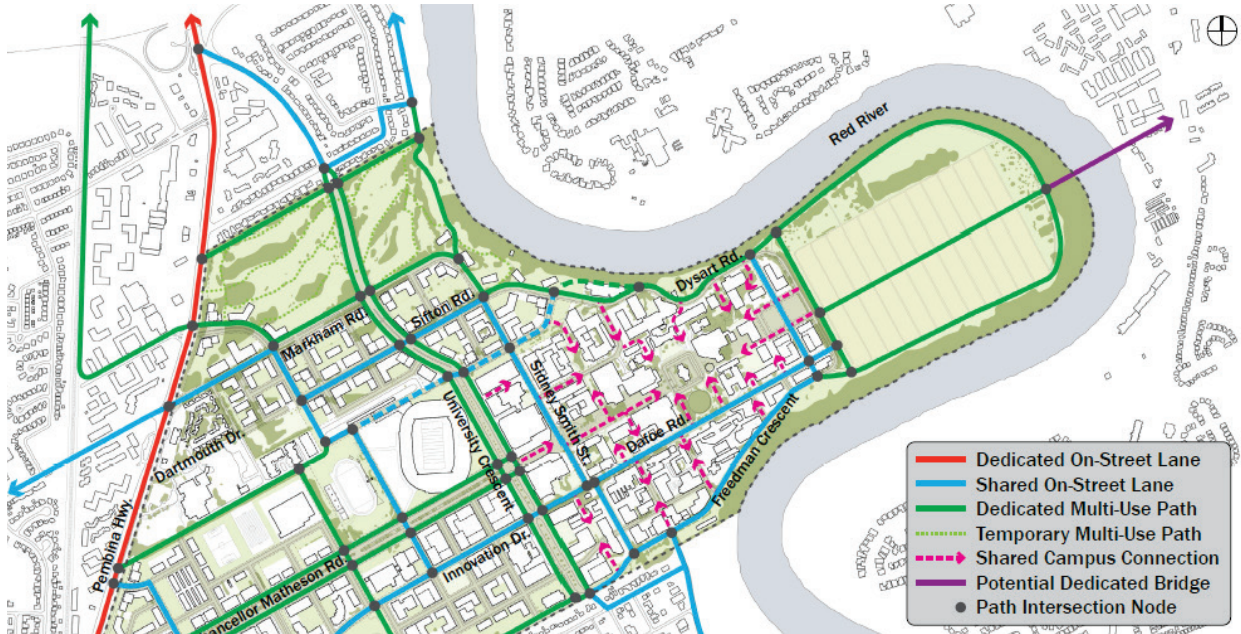 Red River
Dysart Rd.
Markham Rd.
Sifton Rd.
Sidney Smith St.
University Crescent
Dartmouth Dr.
Dafoe Rd.
Freedman Crescent
Pembina Hwy.
Innovation Dr.
Chancellor Matheson Rd.
Dedicated On-Street Lane
Shared On-Street Lane
Dedicated Multi-Use Path
Temporary Multi-Use Path
Shared Campus Connection
Potential Dedicated Bridge
Path Intersection Node